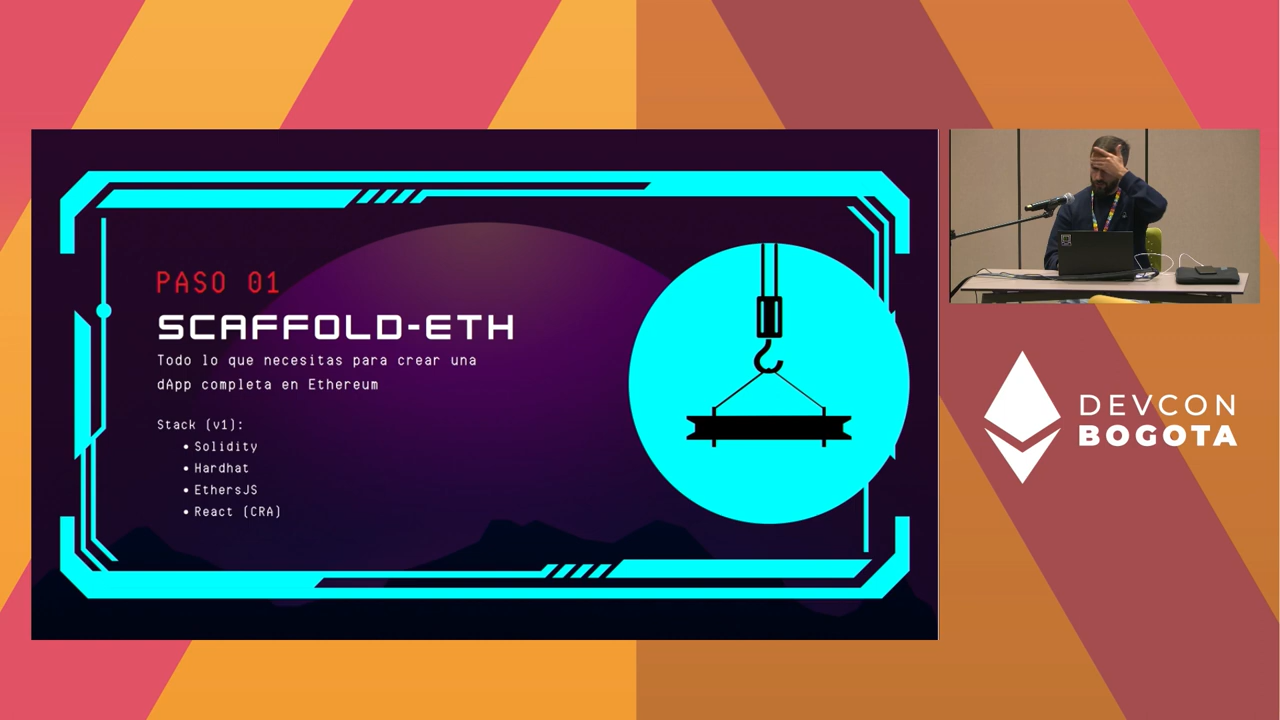 PASO 01
SCAFFOLD-ETH
Todo lo que necesitas para crear una
dApp completa en Ethereum
Stack (v1):
• Solidity
• Hardhat
• EthersJS
• React (CRA)
DEVCON
BOGOTA